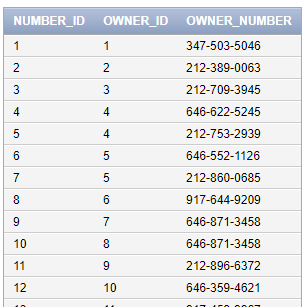 NUMBER_ID OWNER_ID OWNER_NUMBER
1 1 347-503-5046
2 2 212-389-0063
3 3 212-709-3945
4 4 646-622-5245
5 4 212-753-2939
6 5 646-552-1126
7 5 212-860-0685
8 6 917-644-9209
9 7 646-871-3458
10 8 646-871-3458
11 9 212-896-6372
12 10 646-359-4621